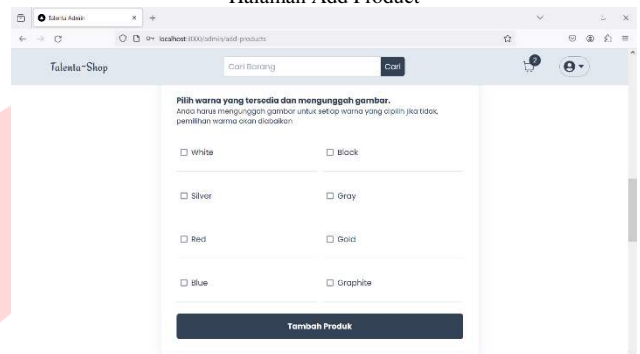 Halaman Add Product
Talenta Admin
localhost:3000/admin/add-products
Talenta-Shop
Cari Barang
Cari
2
Pilih warna yang tersedia dan mengunggah gambar.
Anda harus mengunggah gambar untuk setiap warna yang dipilih jika tidak,
pemilihan warna akan diabaikan
White
Black
Silver
Gray
Red
Gold
Blue
Graphite
Tambah Produk